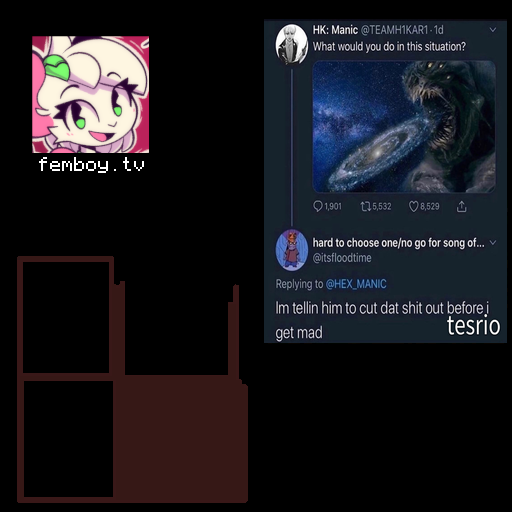 femboy.tv
HK: Manic @TEAMH1KAR1 · 1d
What would you do in this situation?
1,901 5,532 8,529
hard to choose one/no go for song of...
@itsfloodtime
Replying to @HEX_MANIC
Im tellin him to cut dat shit out before i
get mad
tesrio